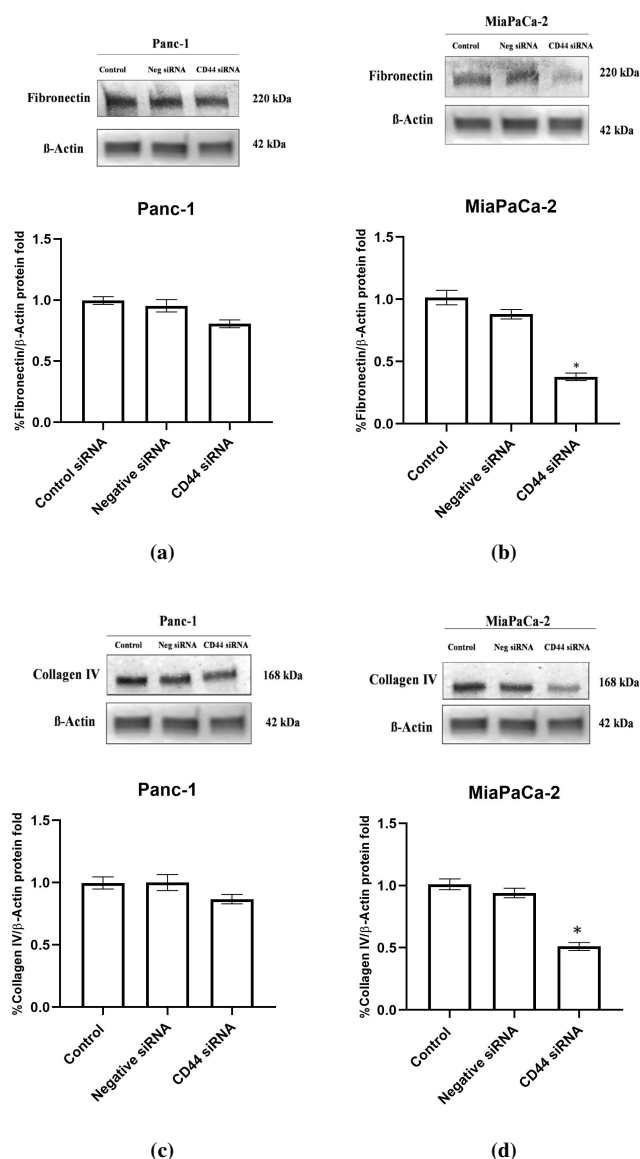 Panc-1
Control Neg siRNA CD44 siRNA
Fibronectin 220 kDa
ß-Actin 42 kDa
Panc-1
%Fibronectin/β-Actin protein fold
1.5
1.0
0.5
0.0
Control siRNA
Negative siRNA
CD44 siRNA
(a)
MiaPaCa-2
Control Neg siRNA CD44 siRNA
Fibronectin 220 kDa
ß-Actin 42 kDa
MiaPaCa-2
%Fibronectin/β-Actin protein fold
1.5
1.0
0.5
0.0
*
Control
Negative siRNA
CD44 siRNA
(b)
Panc-1
Control Neg siRNA CD44 siRNA
Collagen IV 168 kDa
ß-Actin 42 kDa
Panc-1
%Collagen IV/β-Actin protein fold
1.5
1.0
0.5
0.0
Control
Negative siRNA
CD44 siRNA
(c)
MiaPaCa-2
Control Neg siRNA CD44 siRNA
Collagen IV 168 kDa
ß-Actin 42 kDa
MiaPaCa-2
%Collagen IV/β-Actin protein fold
1.5
1.0
0.5
0.0
*
Control
Negative siRNA
CD44 siRNA
(d)